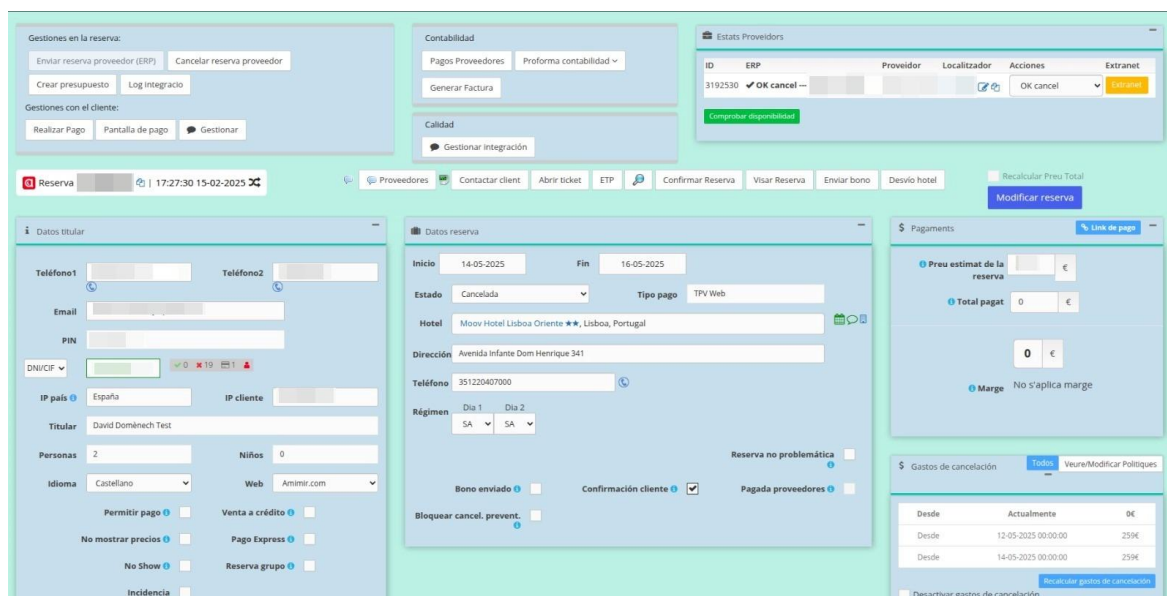 Gestiones en la reserva:
Enviar reserva proveedor (ERP) Cancelar reserva proveedor
Crear presupuesto Log integracio
Gestiones con el cliente:
Realizar Pago Pantalla de pago Gestionar
Contabilidad
Pagos Proveedores Proforma contabilidad
Generar Factura
Calidad
Gestionar integración
Estats Proveidors
ID ERP Proveidor Localitzador Acciones Extranet
3192530 OK cancel -- OK cancel Extranet
Comprobar disponibilidad
Reserva | 17:27:30 15-02-2025
Proveedores Contactar client Abrir ticket ETP Confirmar Reserva Visar Reserva Enviar bono Desvío hotel
Recalcular Preu Total
Modificar reserva
Datos titular
Teléfono1 Teléfono2
Email
PIN
DNI/CIF 0 19 1
IP país España IP cliente
Titular David Domènech Test
Personas 2 Niños 0
Idioma Castellano Web Amimir.com
Permitir pago Venta a crédito
No mostrar precios Pago Express
No Show Reserva grupo
Incidencia
Datos reserva
Inicio 14-05-2025 Fin 16-05-2025
Estado Cancelada Tipo pago TPV Web
Hotel Moov Hotel Lisboa Oriente ★★, Lisboa, Portugal
Dirección Avenida Infante Dom Henrique 341
Teléfono 351220407000
Régimen Dia 1 Dia 2
SA SA
Reserva no problemática
Bono enviado Confirmación cliente Pagada proveedores
Bloquear cancel. prevent.
$ Pagaments Link de pago
Preu estimat de la reserva €
Total pagat 0 €
0 €
Marge No s'aplica marge
$ Gastos de cancelación Todos Veure/Modificar Politiques
Desde Actualmente 0€
Desde 12-05-2025 00:00:00 259€
Desde 14-05-2025 00:00:00 259€
Recalcular gastos de cancelación
Desactivar gastos de cancelación